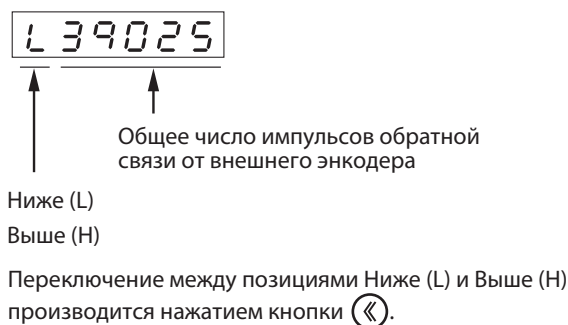 L 39025
Общее число импульсов обратной
связи от внешнего энкодера
Ниже (L)
Выше (H)
Переключение между позициями Ниже (L) и Выше (H)
производится нажатием кнопки «.